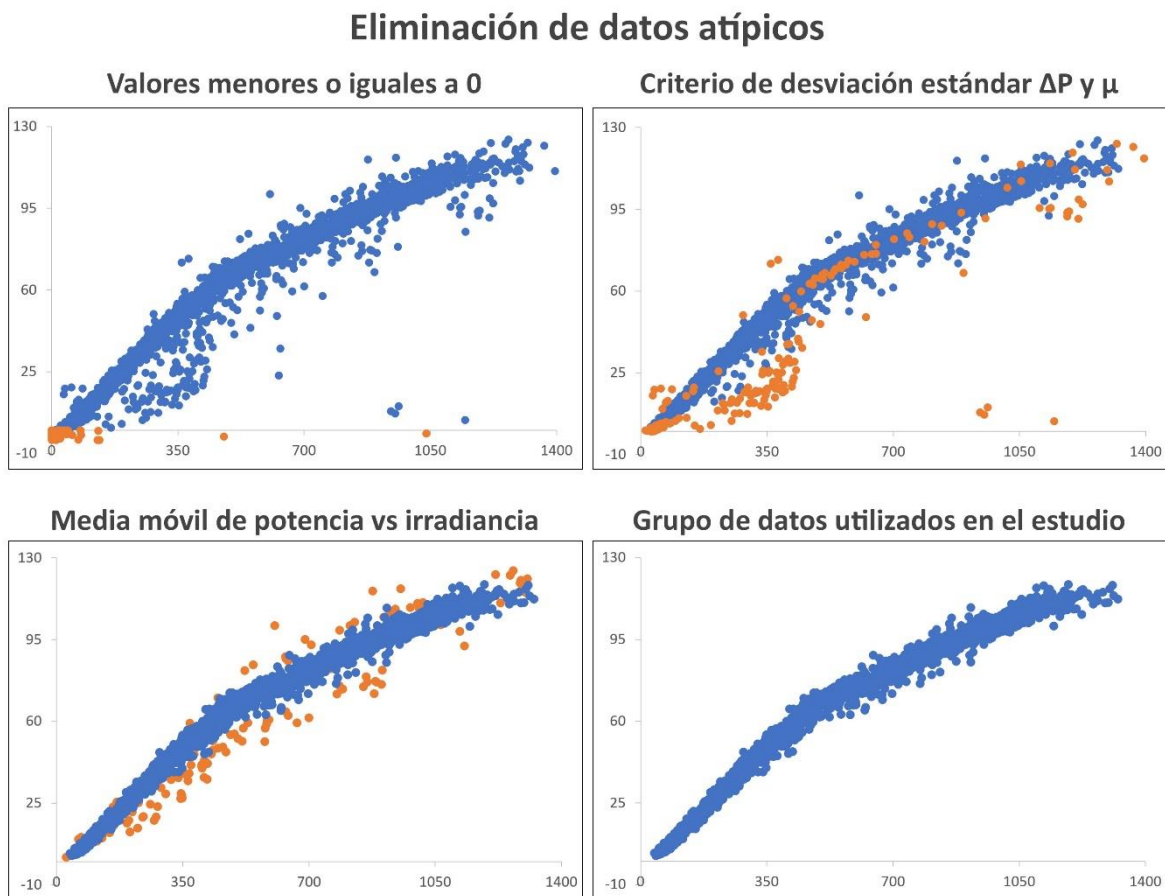 Eliminación de datos atípicos
Valores menores o iguales a 0
130
95
60
25
-10
0 350 700 1050 1400
Criterio de desviación estándar ΔP y μ
130
95
60
25
-10
0 350 700 1050 1400
Media móvil de potencia vs irradiancia
130
95
60
25
-10
0 350 700 1050 1400
Grupo de datos utilizados en el estudio
130
95
60
25
-10
0 350 700 1050 1400